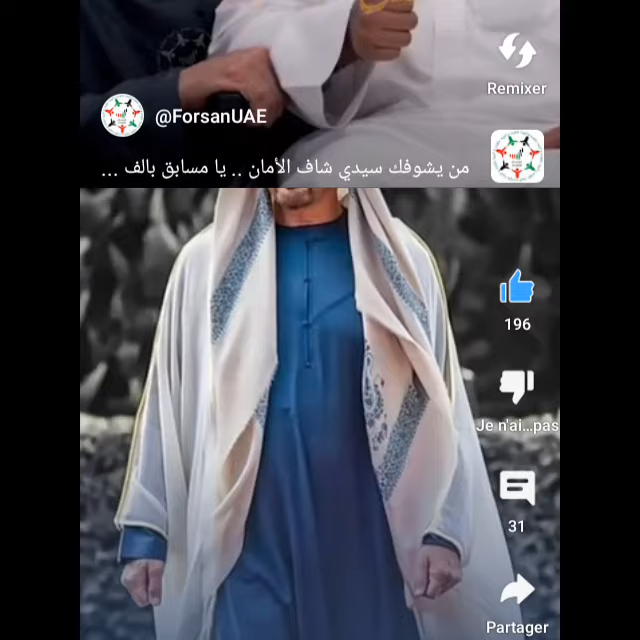 Remixer
@ForsanUAE
من يشوفك سيدي شاف الأمان .. يا مسابق بالف ...
196
Je n'ai...pas
31
Partager